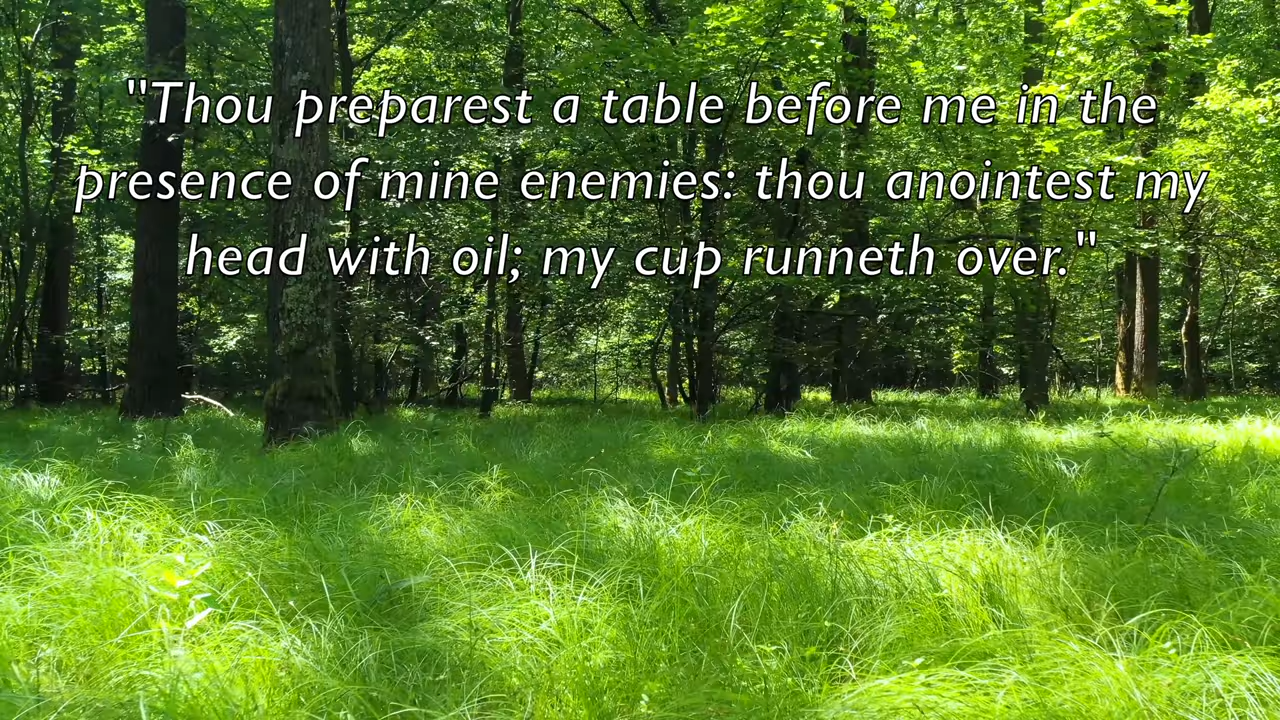 "Thou preparest a table before me in the
presence of mine enemies: thou anointest my
head with oil; my cup runneth over."